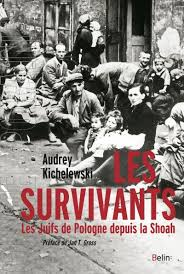 Audrey
Kichelewski
LES
SURVIVANTS
Les Juifs de Pologne depuis la Shoah
Préface de Jan T. Gross
Belin: